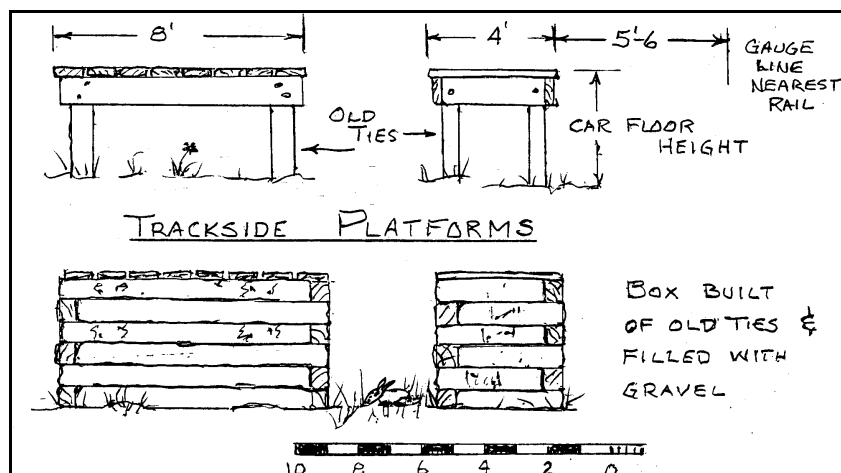 8'
4'
5'-6
GAUGE
LINE
NEAREST
RAIL
OLD
TIES
CAR FLOOR
HEIGHT
TRACKSIDE PLATFORMS
BOX BUILT
OF OLD TIES &
FILLED WITH
GRAVEL
10 8 6 4 2 0